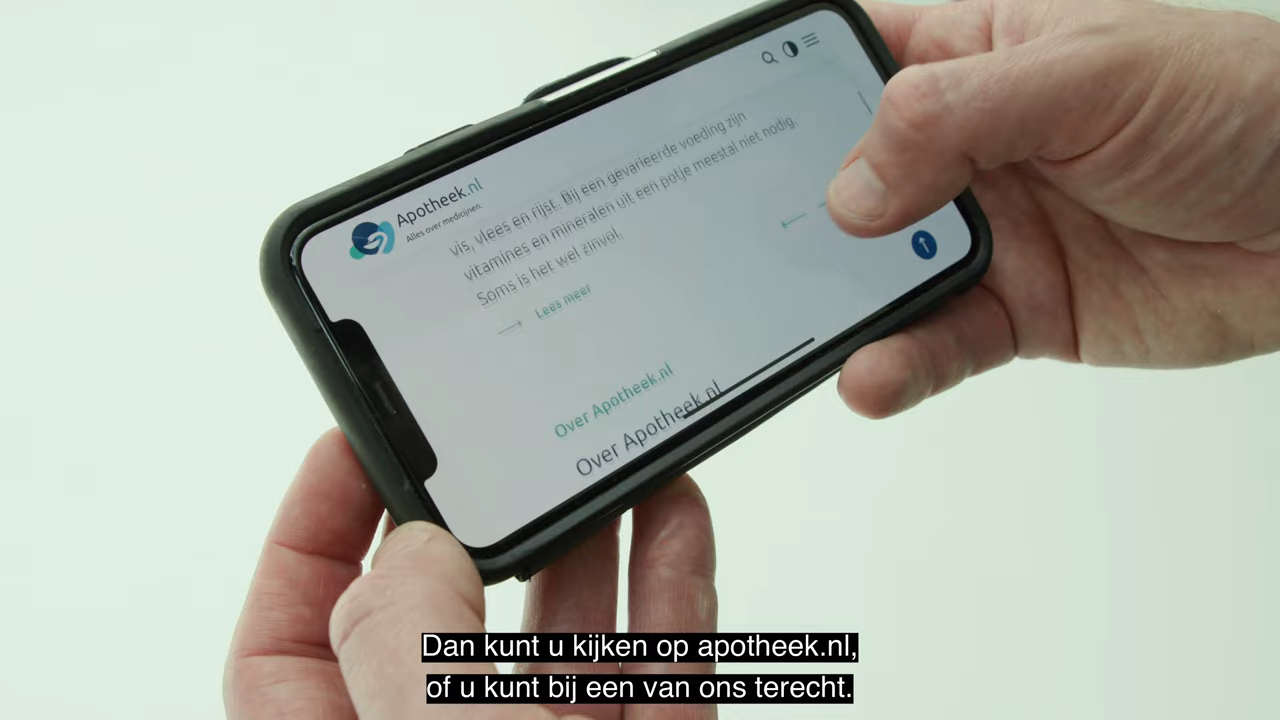 Apotheek.nl
Alles over medicijnen.
vis, vlees en rijst. Bij een gevarieerde voeding zijn
vitamines en mineralen uit een potje meestal niet nodig.
Soms is het wel zinvol.
Lees meer
Over Apotheek.nl
Over Apotheek.nl
Dan kunt u kijken op apotheek.nl,
of u kunt bij een van ons terecht.